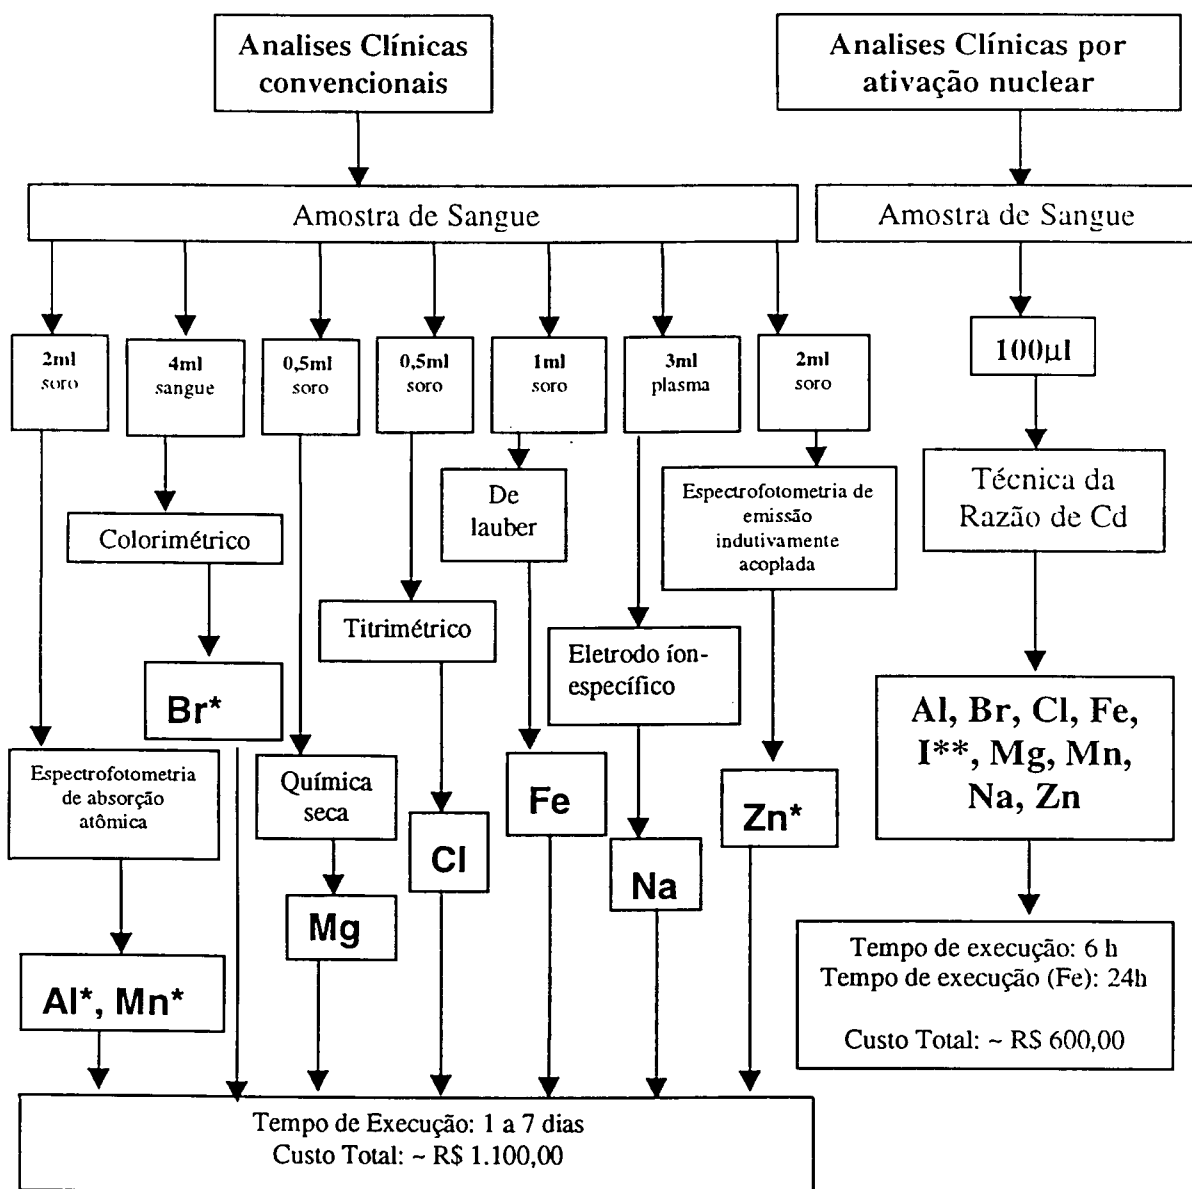 Analises Clínicas
convencionais
Analises Clínicas por
ativação nuclear
Amostra de Sangue
Amostra de Sangue
2ml
soro
4ml
sangue
0,5ml
soro
0,5ml
soro
1ml
soro
3ml
plasma
2ml
soro
100µl
De
lauber
Espectrofotometria de
emissão
indutivamente
acoplada
Técnica da
Razão de Cd
Colorimétrico
Titrimétrico
Eletrodo íon-
específico
Br*
Al, Br, Cl, Fe,
I**, Mg, Mn,
Na, Zn
Espectrofotometria
de absorção
atômica
Química
seca
Fe
Zn*
Cl
Na
Mg
Al*, Mn*
Tempo de execução: 6 h
Tempo de execução (Fe): 24h
Custo Total: ~ R$ 600,00
Tempo de Execução: 1 a 7 dias
Custo Total: ~ R$ 1.100,00